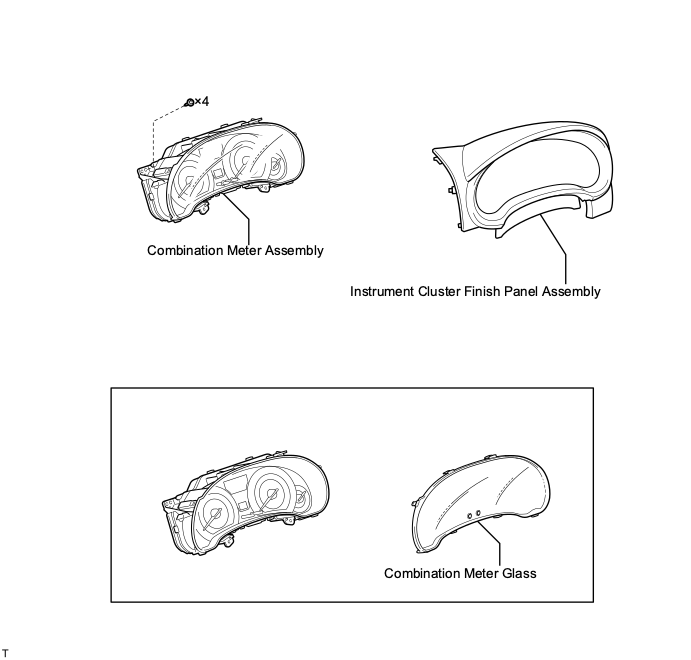 ×4
Combination Meter Assembly
Instrument Cluster Finish Panel Assembly
Combination Meter Glass
T